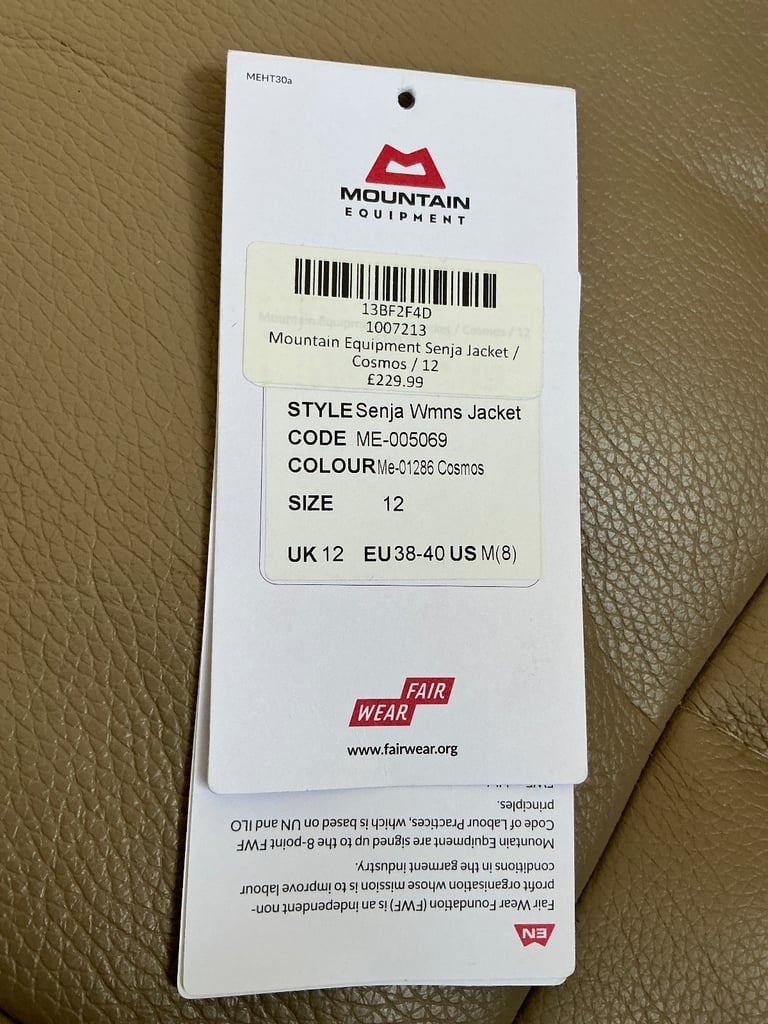 MEHT30a
MOUNTAIN
EQUIPMENT
13BF2F4D
1007213
Mountain Equipment Senja Jacket /
Cosmos / 12
£229.99
STYLE Senja Wmns Jacket
CODE ME-005069
COLOUR Me-01286 Cosmos
SIZE 12
UK 12 EU 38-40 US M(8)
FAIR
WEAR
www.fairwear.org
EN
Fair Wear Foundation (FWF) is an independent non-
profit organisation whose mission is to improve labour
conditions in the garment industry.
Mountain Equipment are signed up to the 8-point FWF
Code of Labour Practices, which is based on UN and ILO
principles.